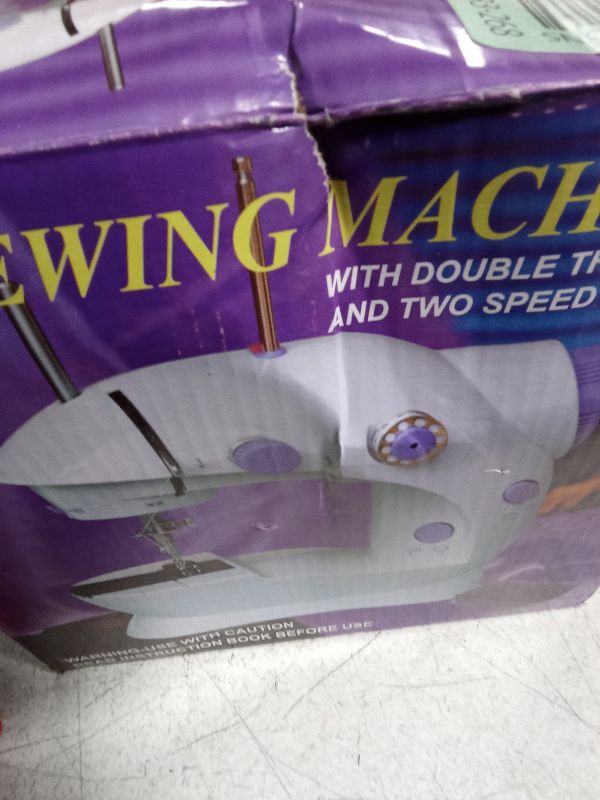 EWING MACH
WITH DOUBLE TH
AND TWO SPEED
WARNING-USE WITH CAUTION
READ INSTRUCTION BOOK BEFORE USE